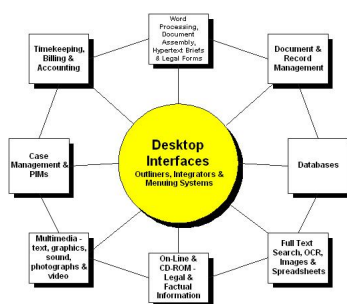 Word
Processing,
Document
Assembly,
Hypertext Briefs
& Legal Forms
Timekeeping,
Billing &
Accounting
Document &
Record
Management
Case
Management &
PIMs
Desktop
Interfaces
Outliners, Integrators &
Menuing Systems
Databases
Multimedia -
text, graphics,
sound,
photographs &
video
On-Line &
CD-ROM -
Legal &
Factual
Information
Full Text
Search, OCR,
Images &
Spreadsheets